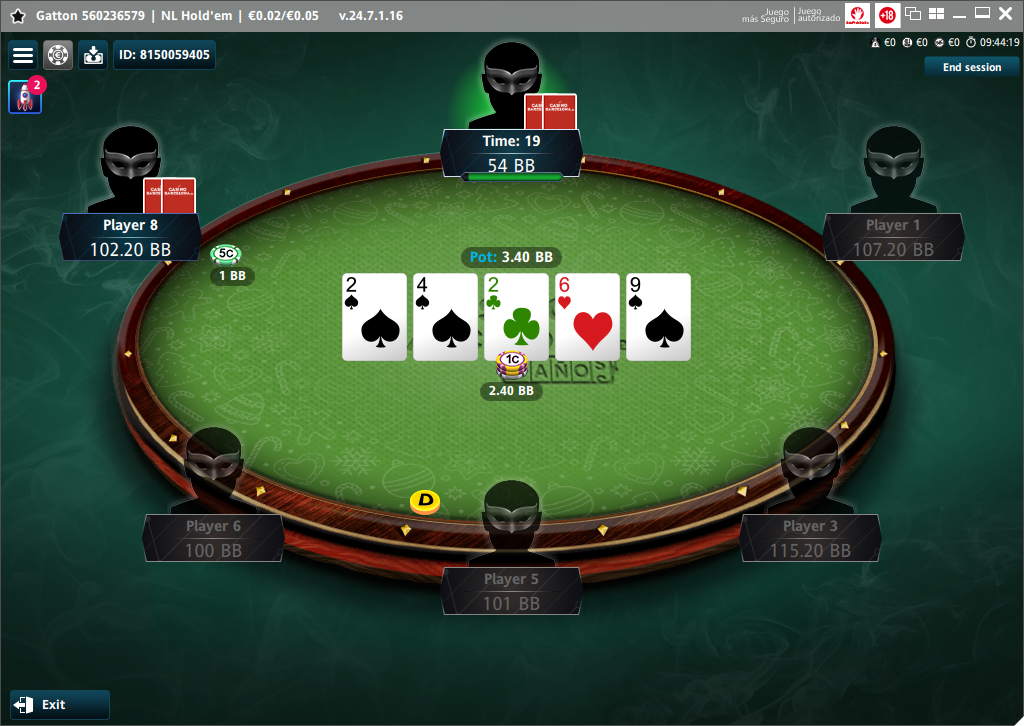 Gatton 560236579 | NL Hold'em | €0.02/€0.05 v.24.7.1.16
Juego más Seguro
Juego autorizado
+18
ID: 8150059405
€0 €0 €0 09:44:19
End session
2
Time: 19
54 BB
Player 8
102.20 BB
Player 1
107.20 BB
5C
1 BB
Pot: 3.40 BB
2 4 2 6 9
1C
AÑOS
2.40 BB
D
Player 6
100 BB
Player 5
101 BB
Player 3
115.20 BB
Exit